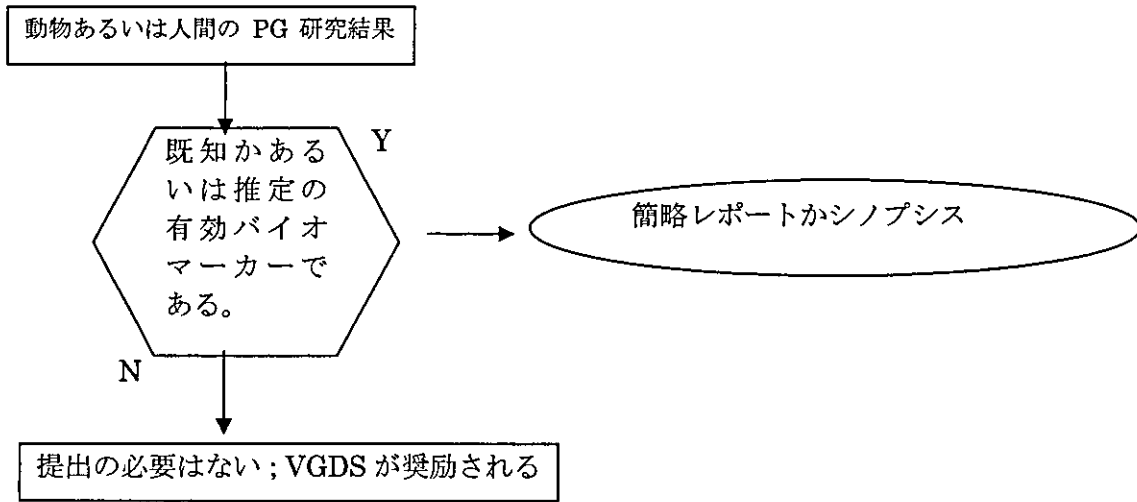 動物あるいは人間の PG 研究結果
Y
既知かある
いは推定の
有効バイオ
マーカーで
ある。
簡略レポートかシノプシス
N
提出の必要はない ; VGDS が奨励される